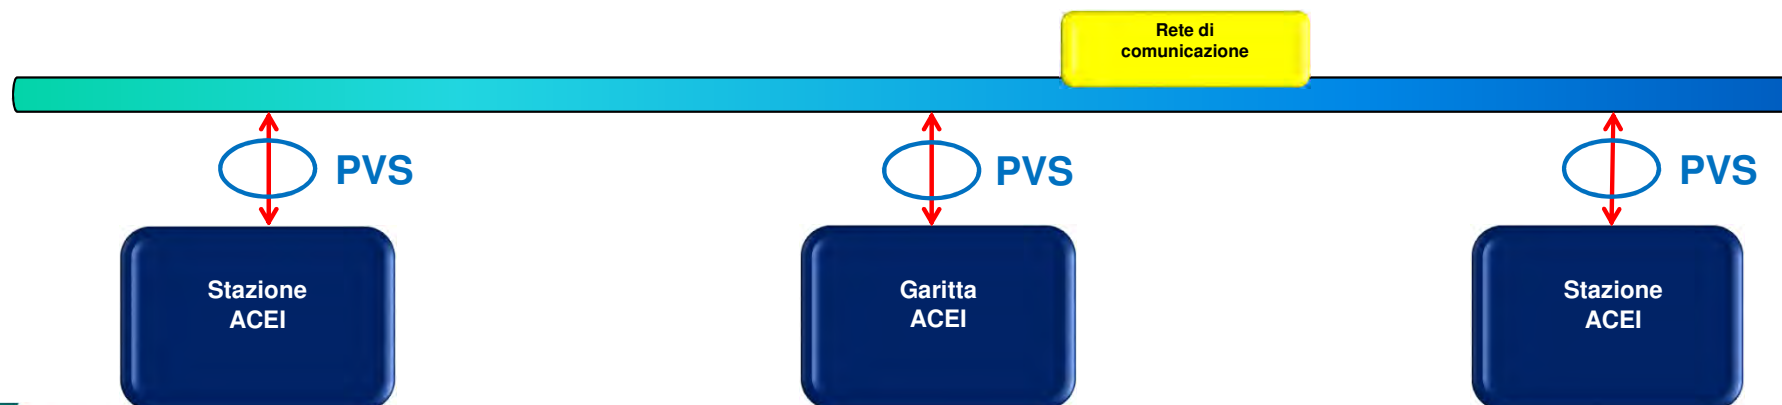 Rete di
comunicazione
PVS
PVS
PVS
Stazione
ACEI
Garitta
ACEI
Stazione
ACEI